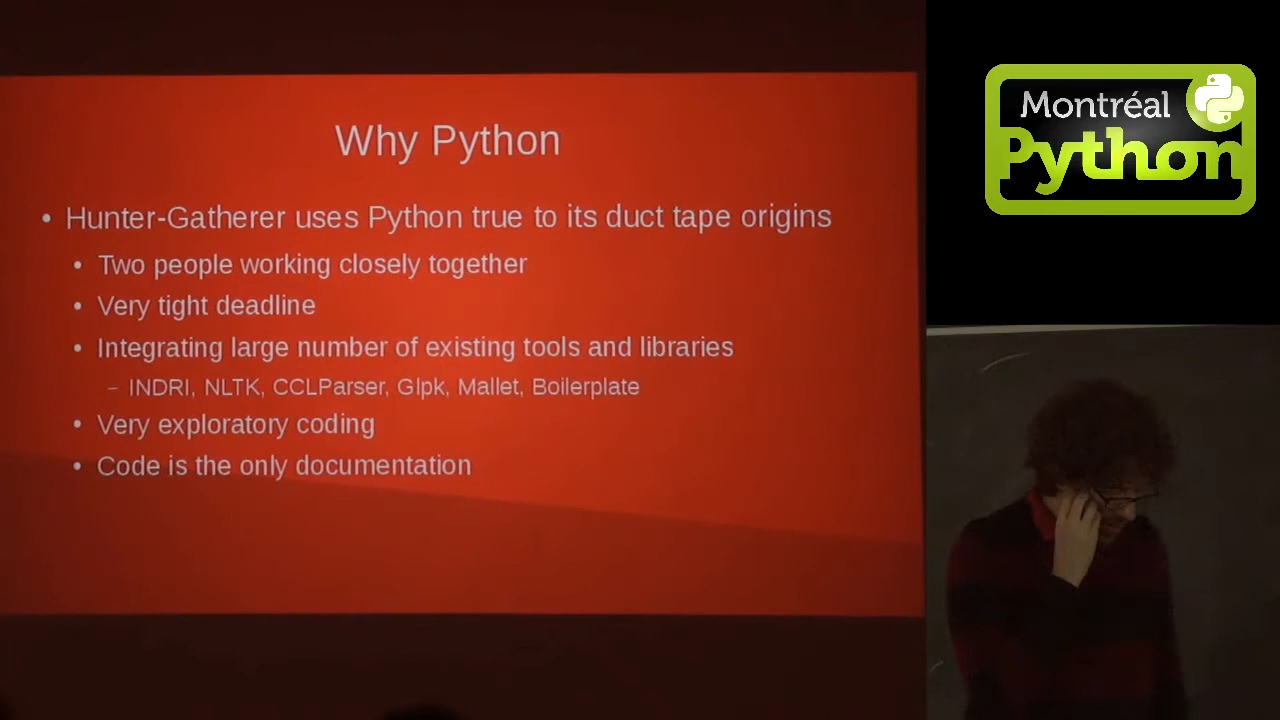 Why Python
• Hunter-Gatherer uses Python true to its duct tape origins
• Two people working closely together
• Very tight deadline
• Integrating large number of existing tools and libraries
– INDRI, NLTK, CCLParser, Glpk, Mallet, Boilerplate
• Very exploratory coding
• Code is the only documentation
Montréal
Python